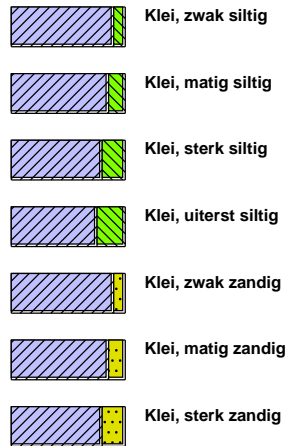 Klei, zwak siltig
Klei, matig siltig
Klei, sterk siltig
Klei, uiterst siltig
Klei, zwak zandig
Klei, matig zandig
Klei, sterk zandig